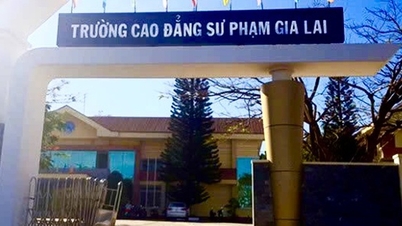 TRƯỜNG CAO ĐẲNG SƯ PHẠM GIA LAI